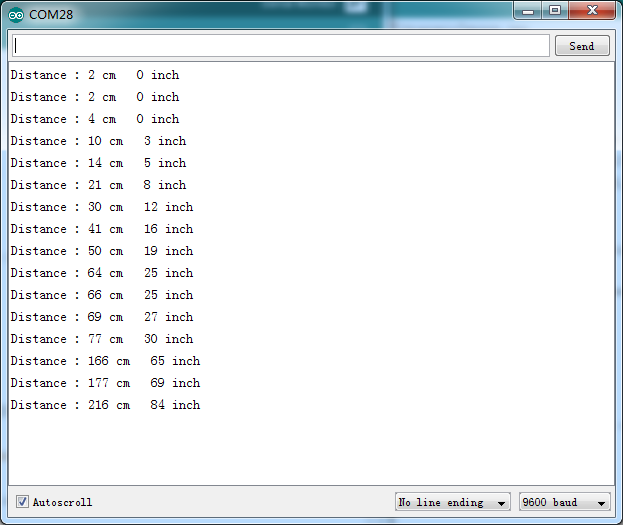 COM28
Send
Distance : 2 cm   0 inch
Distance : 2 cm   0 inch
Distance : 4 cm   0 inch
Distance : 10 cm   3 inch
Distance : 14 cm   5 inch
Distance : 21 cm   8 inch
Distance : 30 cm   12 inch
Distance : 41 cm   16 inch
Distance : 50 cm   19 inch
Distance : 64 cm   25 inch
Distance : 66 cm   25 inch
Distance : 69 cm   27 inch
Distance : 77 cm   30 inch
Distance : 166 cm   65 inch
Distance : 177 cm   69 inch
Distance : 216 cm   84 inch
Autoscroll No line ending 9600 baud